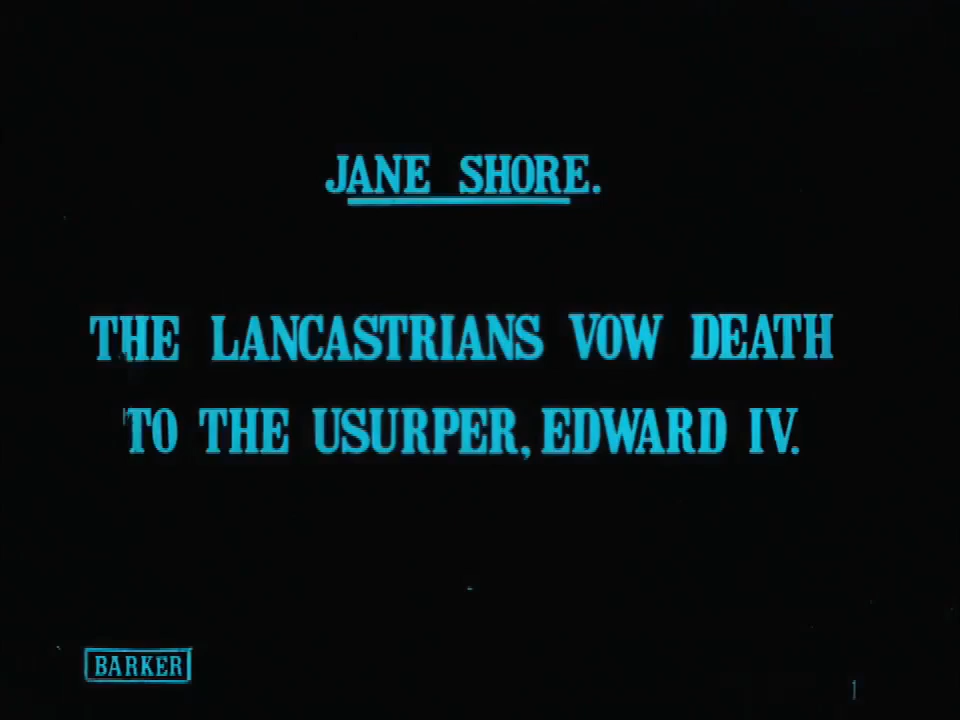 JANE SHORE.
THE LANCASTRIANS VOW DEATH
TO THE USURPER, EDWARD IV.
BARKER
1